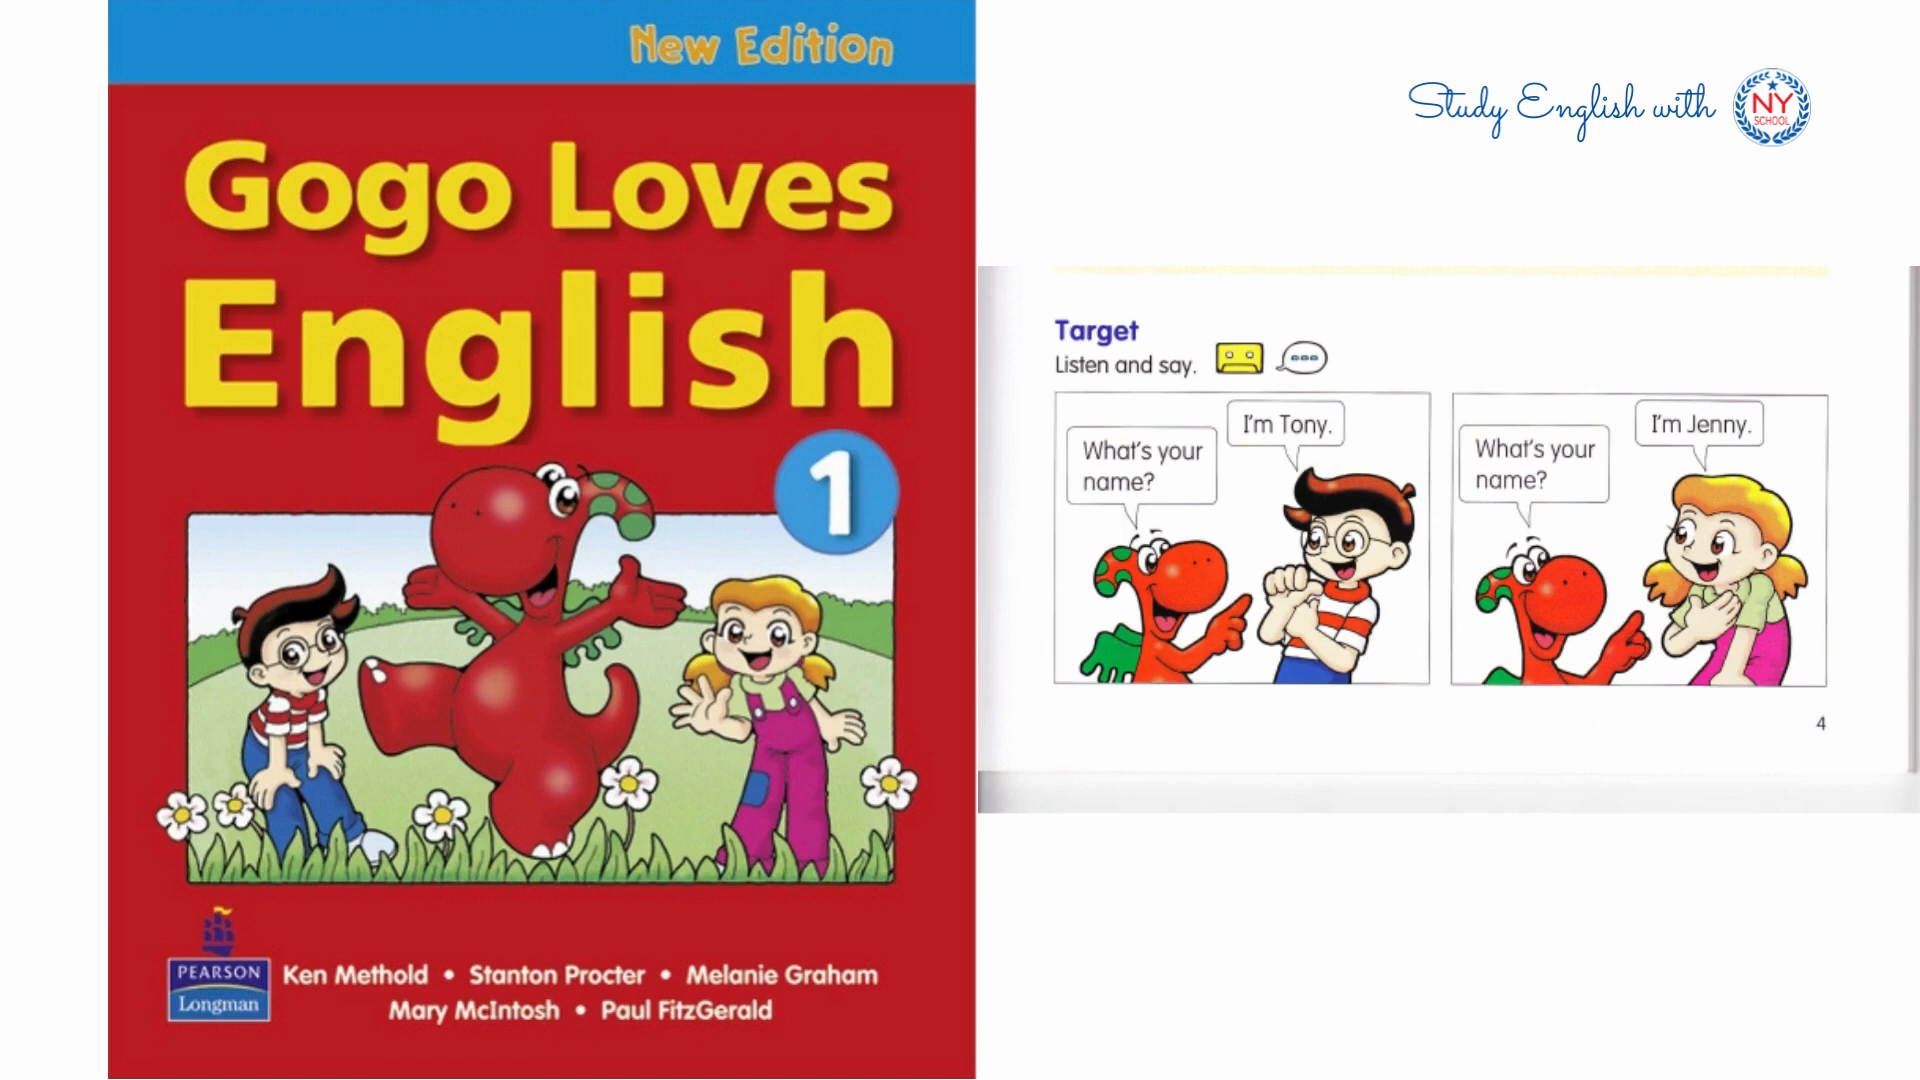 New Edition
Gogo Loves
English
1
PEARSON
Longman
Ken Methold • Stanton Procter • Melanie Graham
Mary McIntosh • Paul FitzGerald
Study English with
NY
SCHOOL
Target
Listen and say.
What's your
name?
I'm Tony.
What's your
name?
I'm Jenny.
4